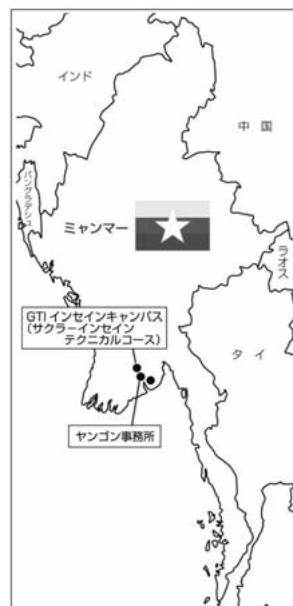 インド
中 国
バングラデシュ
ミャンマー
ラオス
GTI インセインキャンパス
(サクラーインセイン
テクニカルコース)
タ イ
ヤンゴン事務所